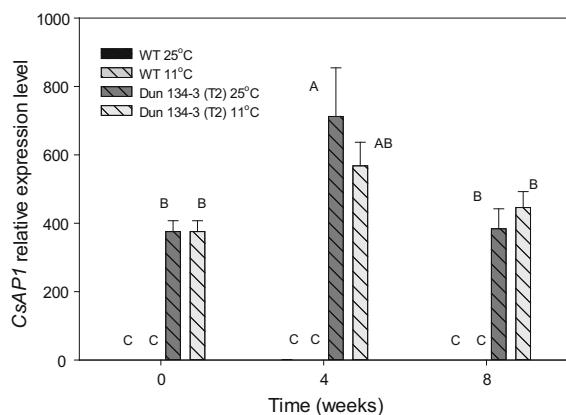 1000
800
600
400
200
0
CsAP1 relative expression level
WT 25°C
WT 11°C
Dun 134-3 (T2) 25°C
Dun 134-3 (T2) 11°C
C C B B
C C A AB
C C B B
0 4 8
Time (weeks)